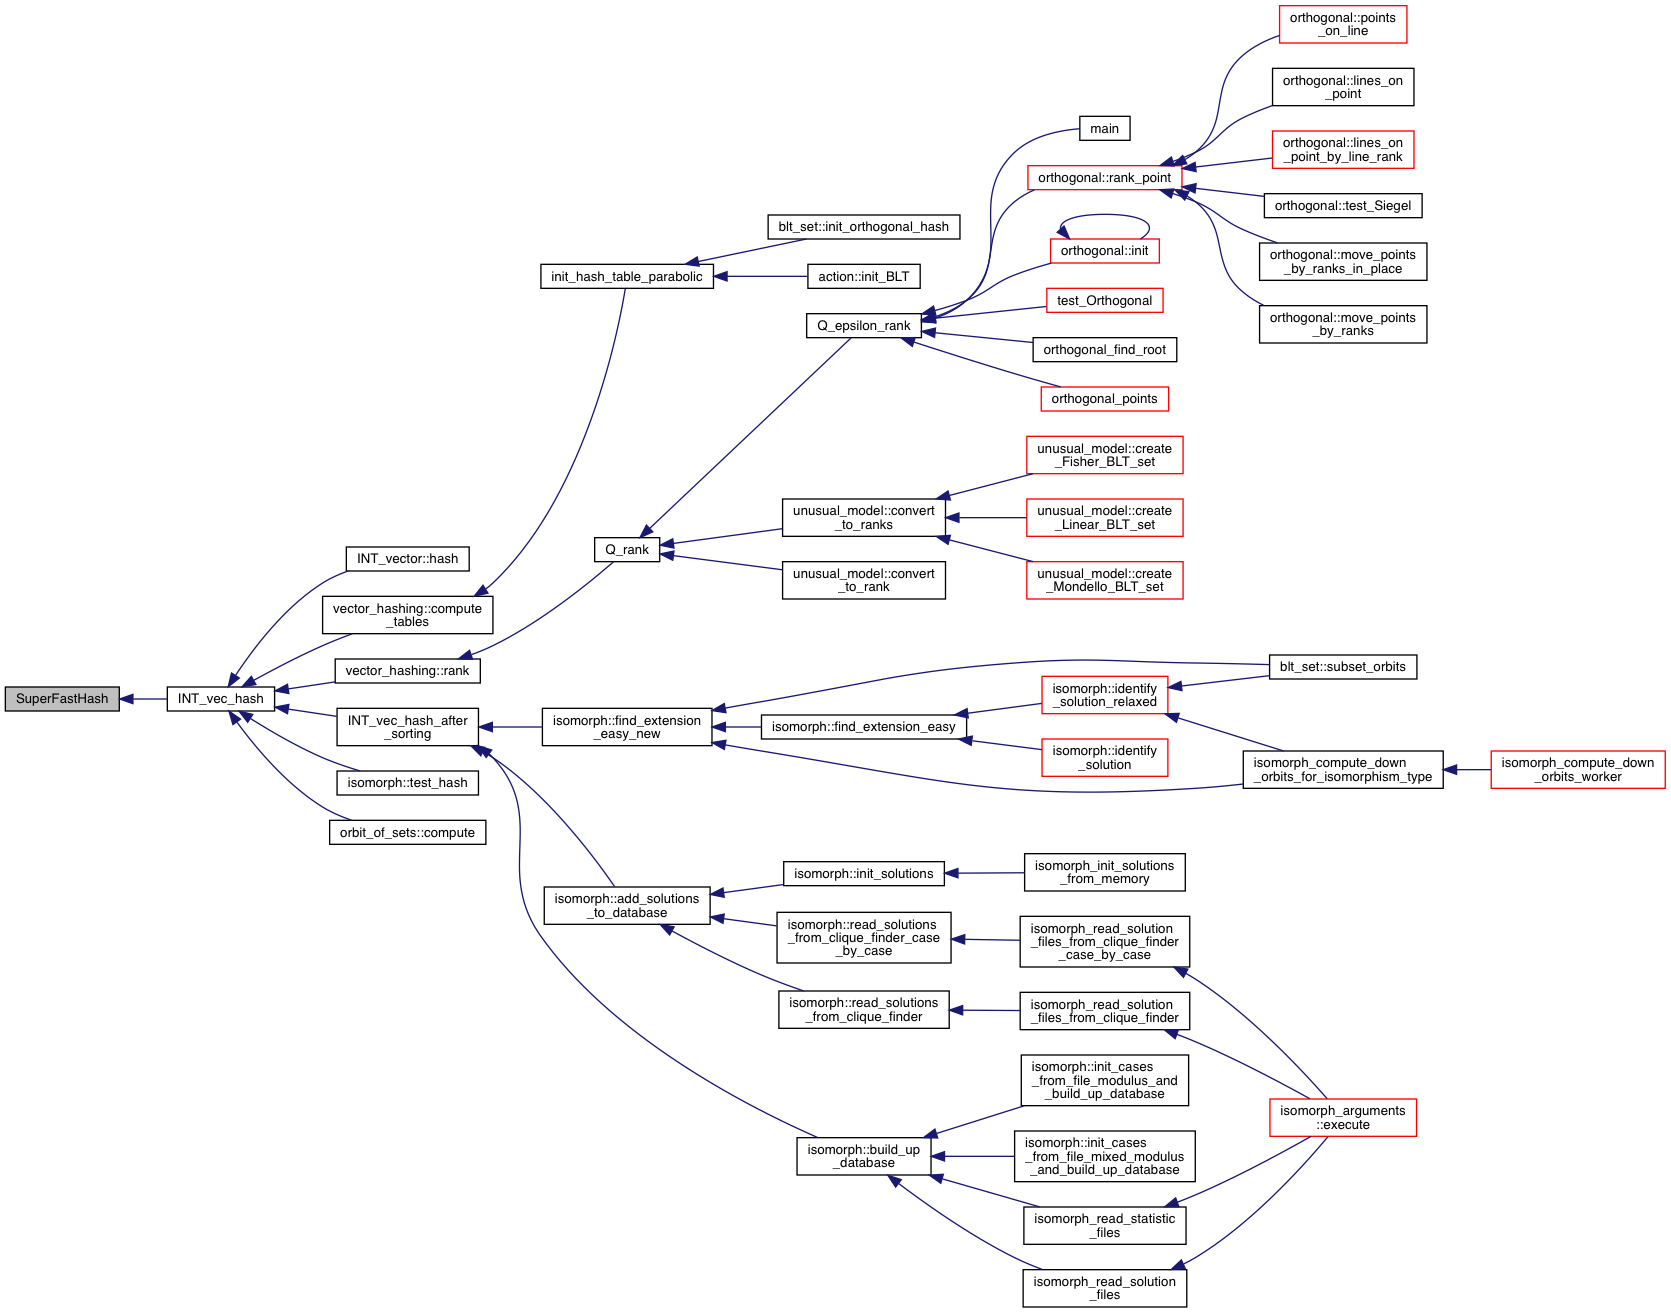 SuperFastHash
INT_vec_hash
INT_vector::hash
vector_hashing::compute
_tables
vector_hashing::rank
INT_vec_hash_after
_sorting
isomorph::test_hash
orbit_of_sets::compute
init_hash_table_parabolic
blt_set::init_orthogonal_hash
action::init_BLT
Q_rank
Q_epsilon_rank
main
orthogonal::rank_point
orthogonal::init
test_Orthogonal
orthogonal_find_root
orthogonal_points
orthogonal::points
_on_line
orthogonal::lines_on
_point
orthogonal::lines_on
_point_by_line_rank
orthogonal::test_Siegel
orthogonal::move_points
_by_ranks_in_place
orthogonal::move_points
_by_ranks
unusual_model::convert
_to_ranks
unusual_model::convert
_to_rank
unusual_model::create
_Fisher_BLT_set
unusual_model::create
_Linear_BLT_set
unusual_model::create
_Mondello_BLT_set
isomorph::find_extension
_easy_new
isomorph::find_extension_easy
isomorph::identify
_solution_relaxed
isomorph::identify
_solution
blt_set::subset_orbits
isomorph_compute_down
_orbits_for_isomorphism_type
isomorph_compute_down
_orbits_worker
isomorph::add_solutions
_to_database
isomorph::init_solutions
isomorph_init_solutions
_from_memory
isomorph::read_solutions
_from_clique_finder_case
_by_case
isomorph_read_solution
_files_from_clique_finder
_case_by_case
isomorph::read_solutions
_from_clique_finder
isomorph_read_solution
_files_from_clique_finder
isomorph::build_up
_database
isomorph::init_cases
_from_file_modulus_and
_build_up_database
isomorph::init_cases
_from_file_mixed_modulus
_and_build_up_database
isomorph_read_statistic
_files
isomorph_read_solution
_files
isomorph_arguments
::execute